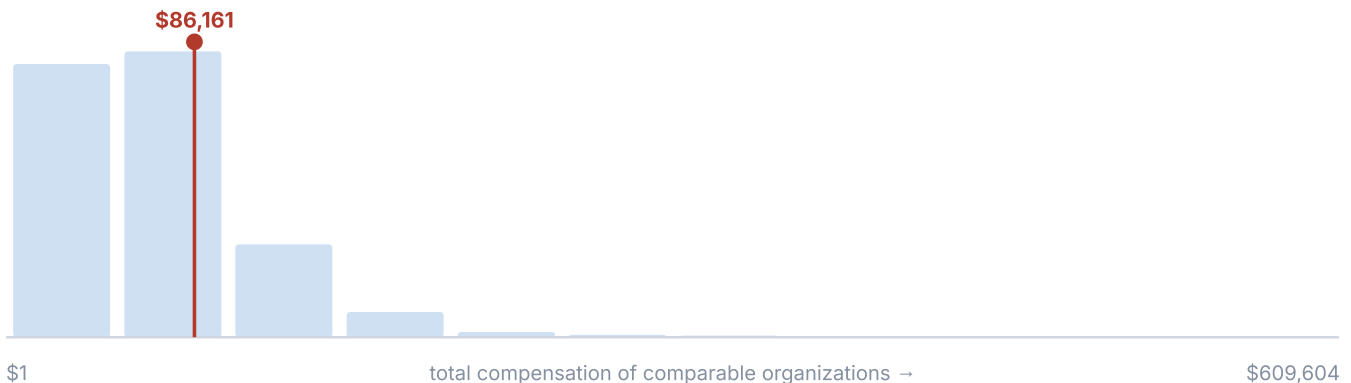 $86,161
$1 total compensation of comparable organizations → $609,604